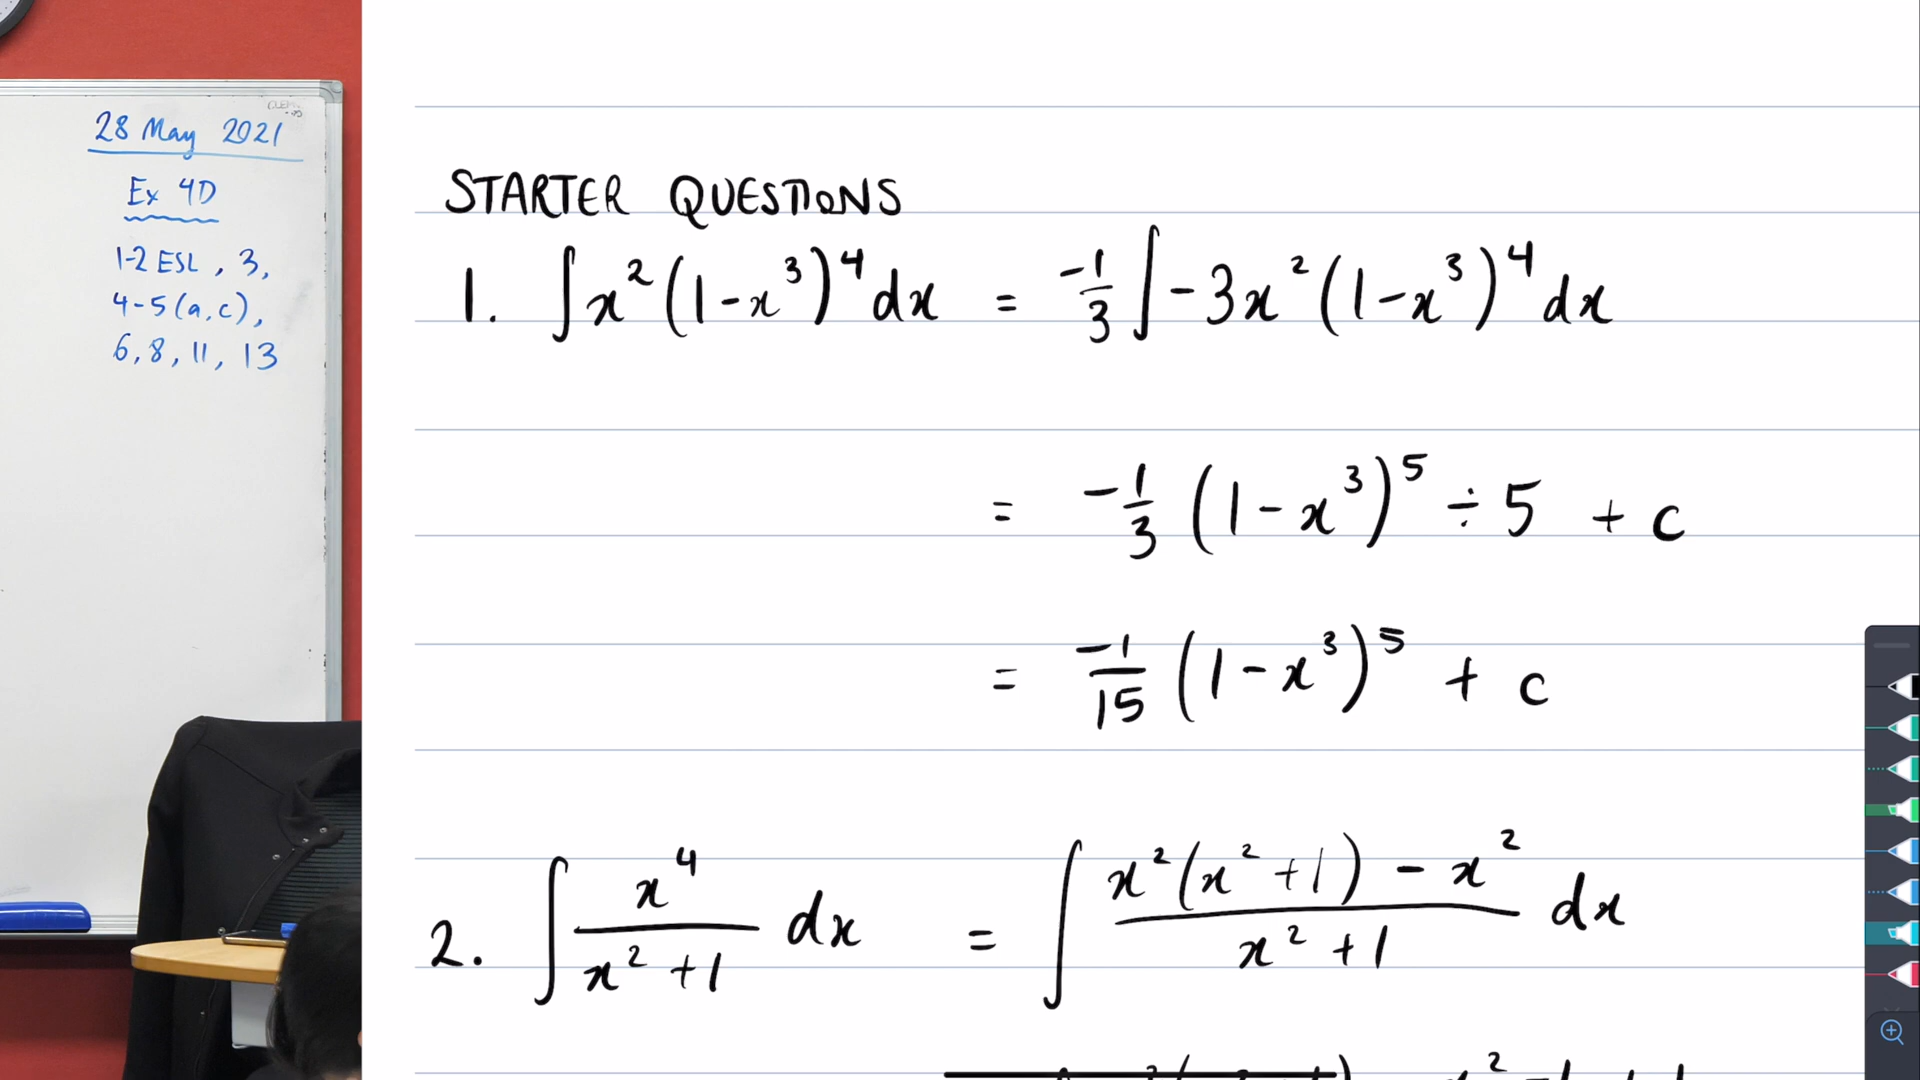 28 May 2021
Ex 4D
1-2 ESL, 3,
4-5(a,c),
6, 8, 11, 13
STARTER QUESTIONS
1. ∫x²(1-x³)⁴dx = -1/3 ∫-3x²(1-x³)⁴dx
= -1/3 (1-x³)⁵ ÷ 5 + c
= -1/15 (1-x³)⁵ + c
2. ∫ x⁴/(x²+1) dx = ∫ (x²(x²+1) - x²)/(x²+1) dx